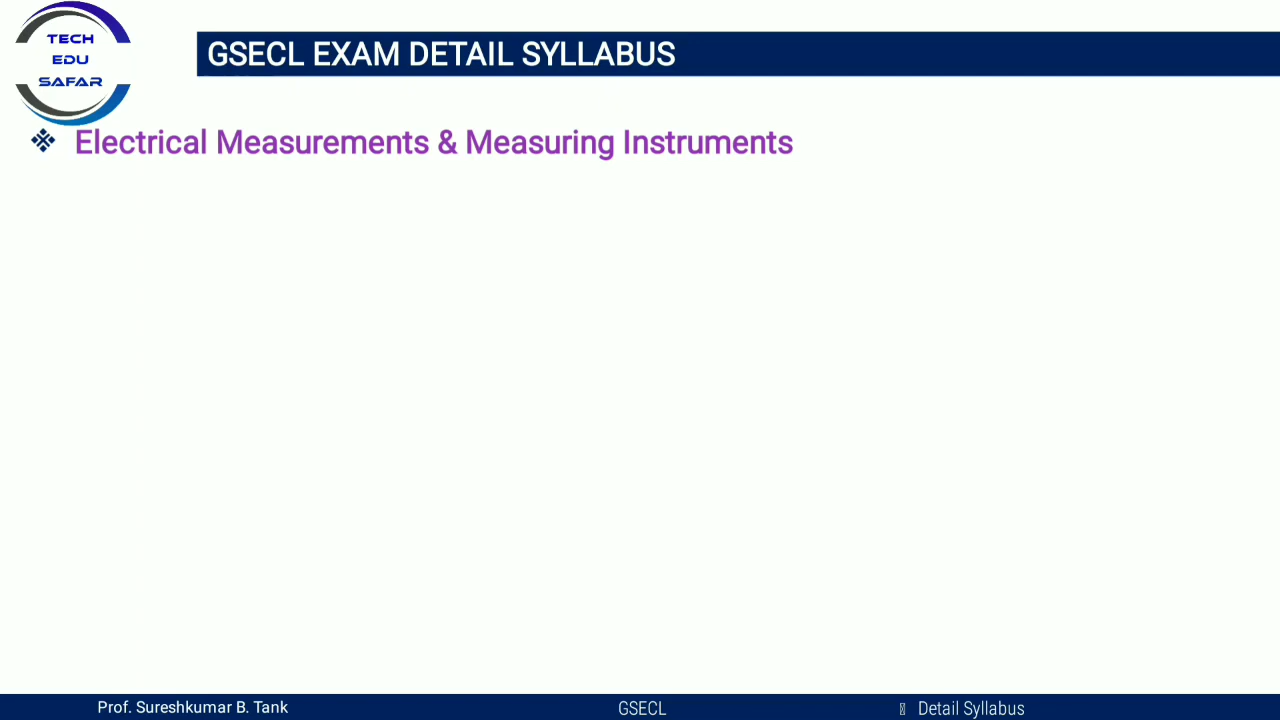 TECH
EDU
SAFAR
GSECL EXAM DETAIL SYLLABUS
❖ Electrical Measurements & Measuring Instruments
Prof. Sureshkumar B. Tank
GSECL
Detail Syllabus